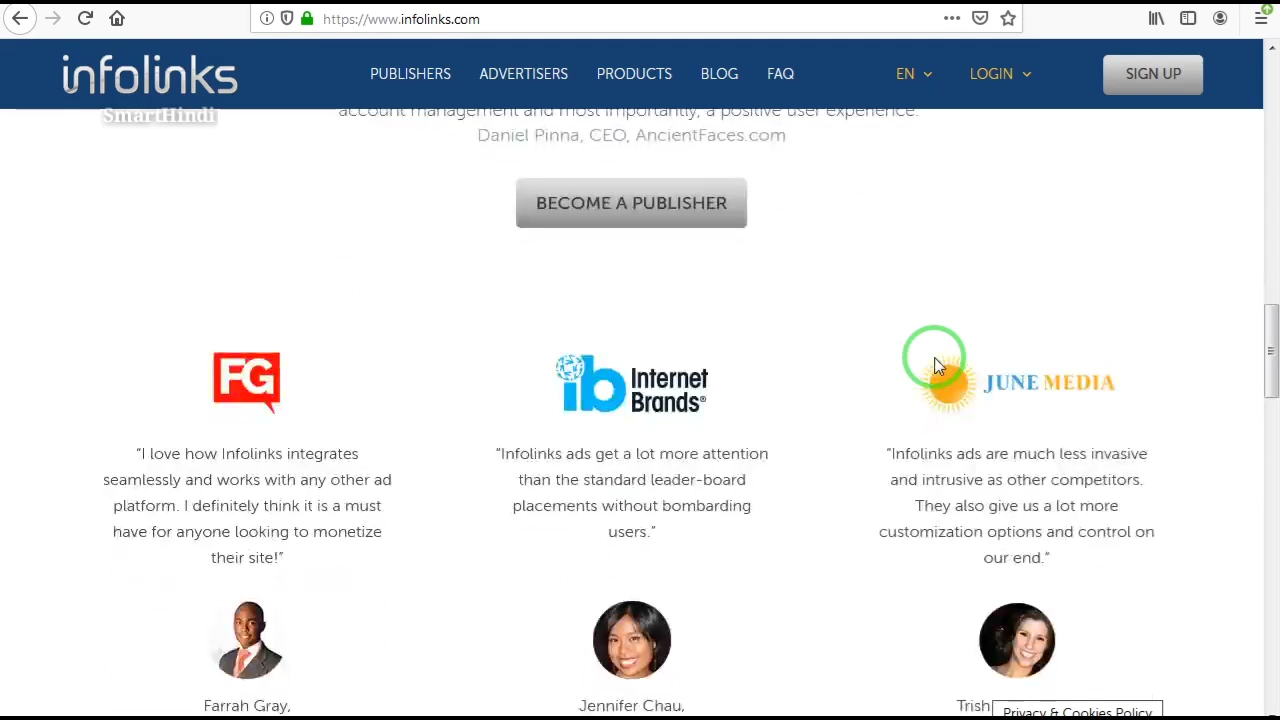 https://www.infolinks.com
infolinks
PUBLISHERS ADVERTISERS PRODUCTS BLOG FAQ EN LOGIN SIGN UP
SmartHindi
account management and most importantly, a positive user experience.
Daniel Pinna, CEO, AncientFaces.com
BECOME A PUBLISHER
FG
ib Internet Brands®
JUNE MEDIA
“I love how Infolinks integrates
seamlessly and works with any other ad
platform. I definitely think it is a must
have for anyone looking to monetize
their site!”
“Infolinks ads get a lot more attention
than the standard leader-board
placements without bombarding
users.”
“Infolinks ads are much less invasive
and intrusive as other competitors.
They also give us a lot more
customization options and control on
our end.”
Farrah Gray,
Jennifer Chau,
Trish
Privacy & Cookies Policy